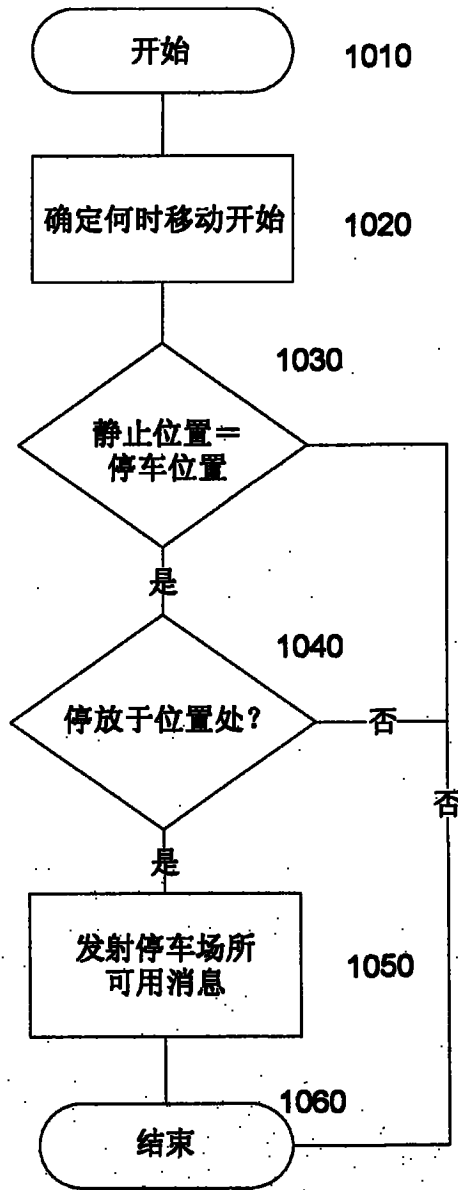 开始
1010
确定何时移动开始
1020
1030
静止位置＝
停车位置
是
1040
停放于位置处？
否
否
是
发射停车场所
可用消息
1050
1060
结束